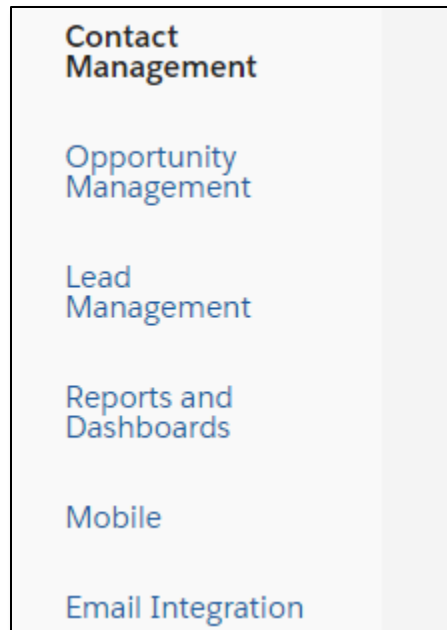 Contact
Management
Opportunity
Management
Lead
Management
Reports and
Dashboards
Mobile
Email Integration